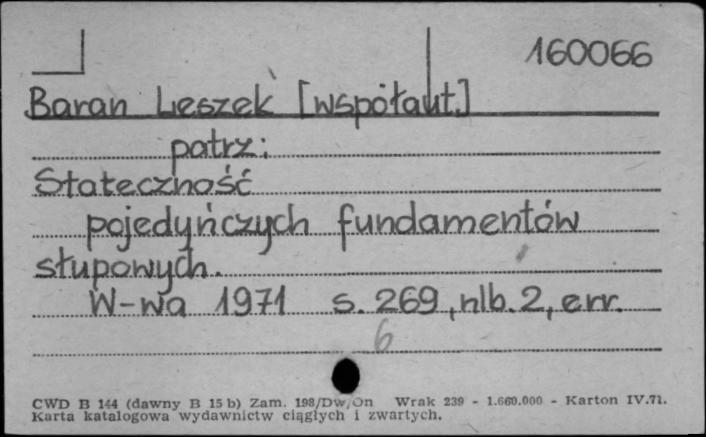 160066
Baran Leszek [współaut.]
patrz:
Stateczność
pojedyńczych fundamentów
słupowych.
W-wa 1971 s. 269, nlb. 2, err.
6
CWD B 144 (dawny B 15 b) Zam. 198/Dw/On Wrak 239 - 1.660.000 - Karton IV.71.
Karta katalogowa wydawnictw ciągłych i zwartych.